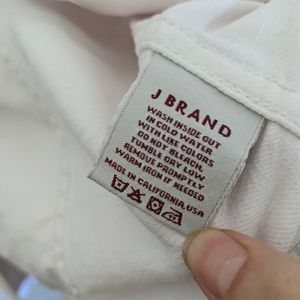 J BRAND
WASH INSIDE OUT
IN COLD WATER
WITH LIKE COLORS
DO NOT BLEACH,
TUMBLE DRY LOW
REMOVE PROMPTLY
WARM IRON IF NEEDED
MADE IN CALIFORNIA, USA